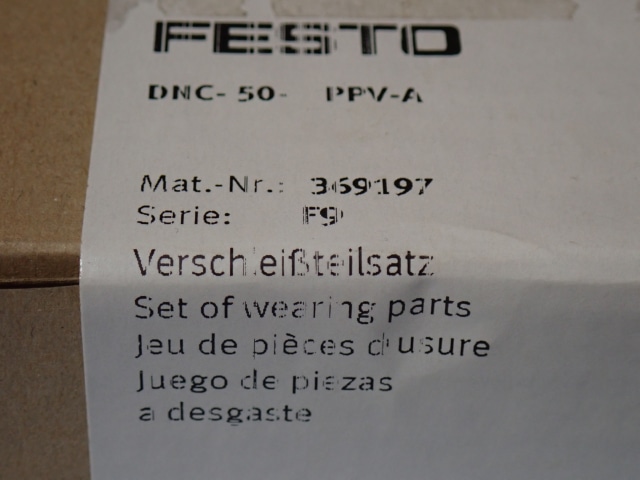 FESTO
DNC- 50- PPV-A
Mat.-Nr.: 369197
Serie: F9
Verschleißteilsatz
Set of wearing parts
Jeu de pièces d'usure
Juego de piezas
a desgaste